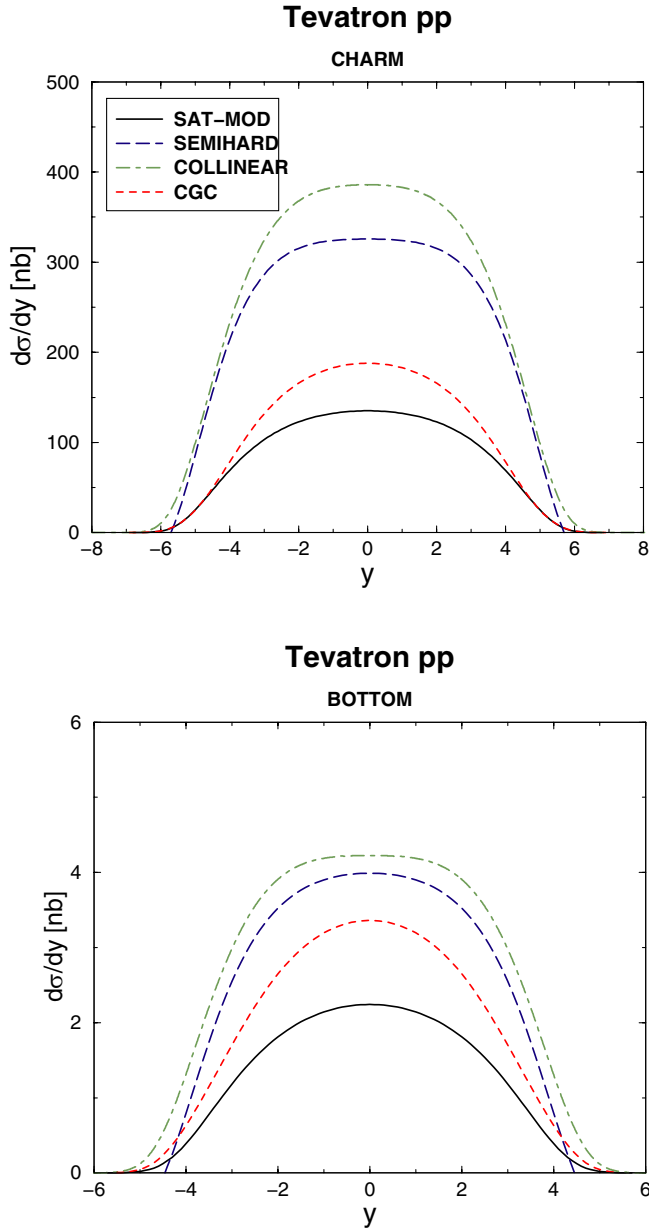 Tevatron pp
CHARM
500
400
300
200
100
0
dσ/dy [nb]
SAT−MOD
SEMIHARD
COLLINEAR
CGC
−8 −6 −4 −2 0 2 4 6 8
y
Tevatron pp
BOTTOM
6
4
2
0
dσ/dy [nb]
−6 −4 −2 0 2 4 6
y